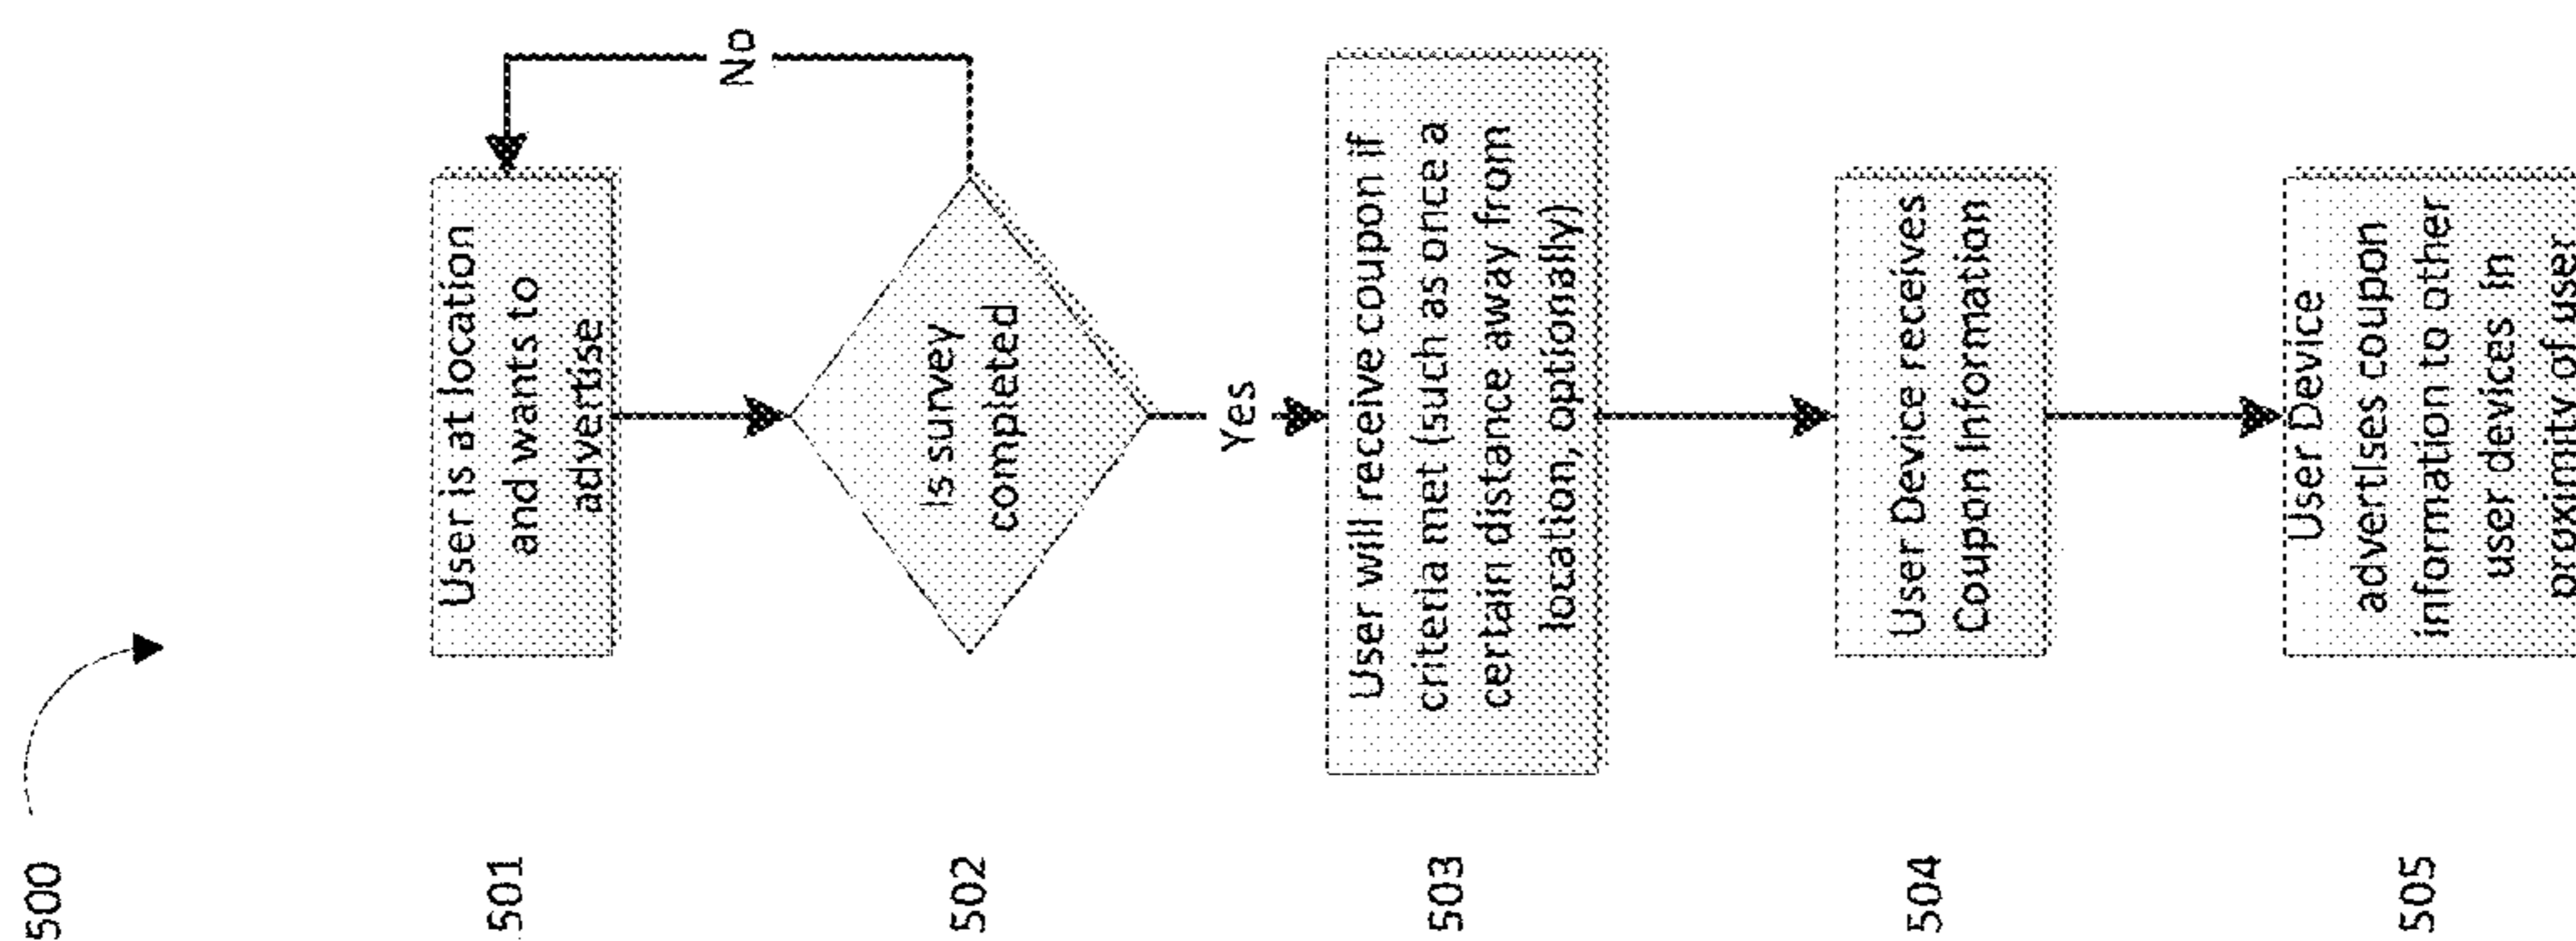 500
501
User is at location
and wants to
advertise
No
502
Is survey
completed
Yes
503
User will receive coupon if
criteria met (such as once a
certain distance away from
location, optionally)
504
User Device receives
Coupon Information
505
User Device
advertises coupon
information to other
user devices in
proximity of user